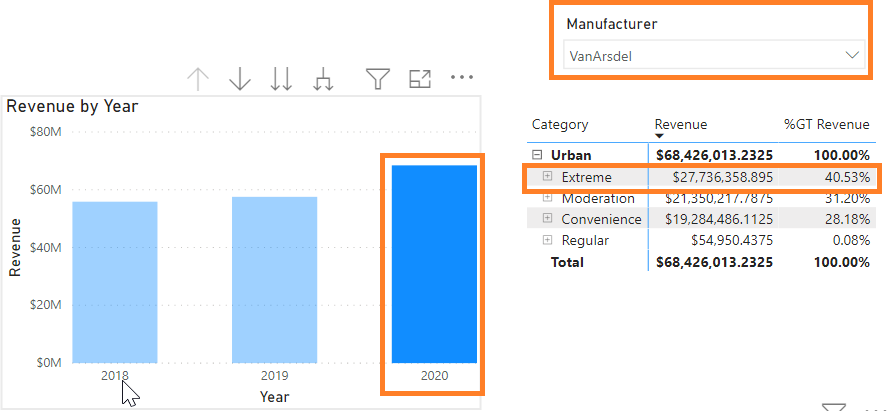 Manufacturer
VanArsdel
Revenue by Year
$80M
$60M
$40M
$20M
$0M
Revenue
2018 2019 2020
Year
Category Revenue %GT Revenue
Urban $68,426,013.2325 100.00%
Extreme $27,736,358.895 40.53%
Moderation $21,350,217.7875 31.20%
Convenience $19,284,486.1125 28.18%
Regular $54,950.4375 0.08%
Total $68,426,013.2325 100.00%